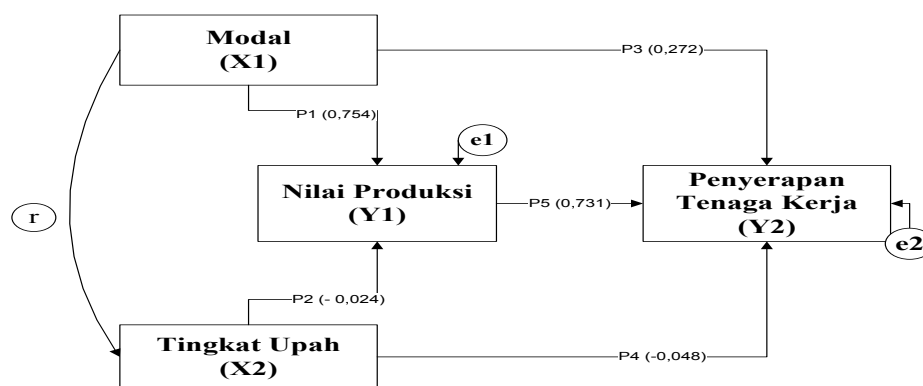 Modal
(X1)
P3 (0,272)
P1 (0,754)
e1
Nilai Produksi
(Y1)
P5 (0,731)
Penyerapan
Tenaga Kerja
(Y2)
r
e2
P2 (- 0,024)
Tingkat Upah
(X2)
P4 (-0,048)